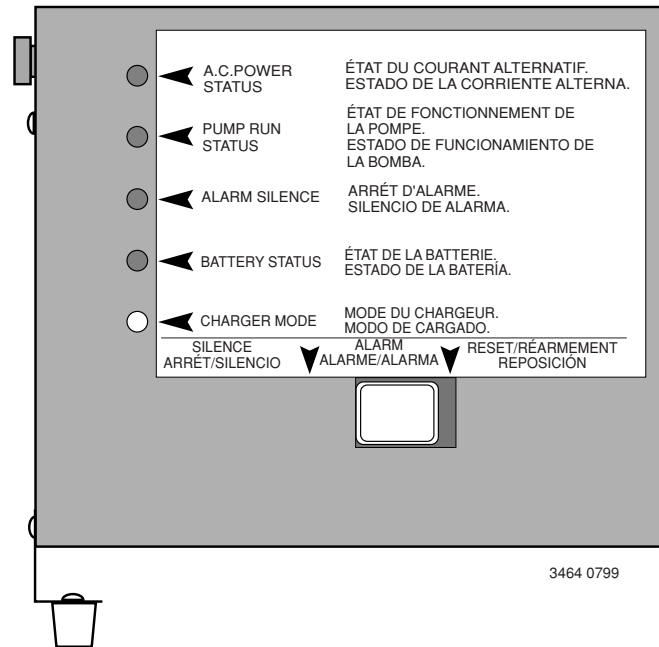 A.C.POWER
STATUS
ÉTAT DU COURANT ALTERNATIF.
ESTADO DE LA CORRIENTE ALTERNA.
PUMP RUN
STATUS
ÉTAT DE FONCTIONNEMENT DE
LA POMPE.
ESTADO DE FUNCIONAMIENTO DE
LA BOMBA.
ALARM SILENCE
ARRÉT D'ALARME.
SILENCIO DE ALARMA.
BATTERY STATUS
ÉTAT DE LA BATTERIE.
ESTADO DE LA BATERÍA.
CHARGER MODE
MODE DU CHARGEUR.
MODO DE CARGADO.
SILENCE
ARRÉT/SILENCIO
ALARM
ALARME/ALARMA
RESET/RÉARMEMENT
REPOSICIÓN
3464 0799